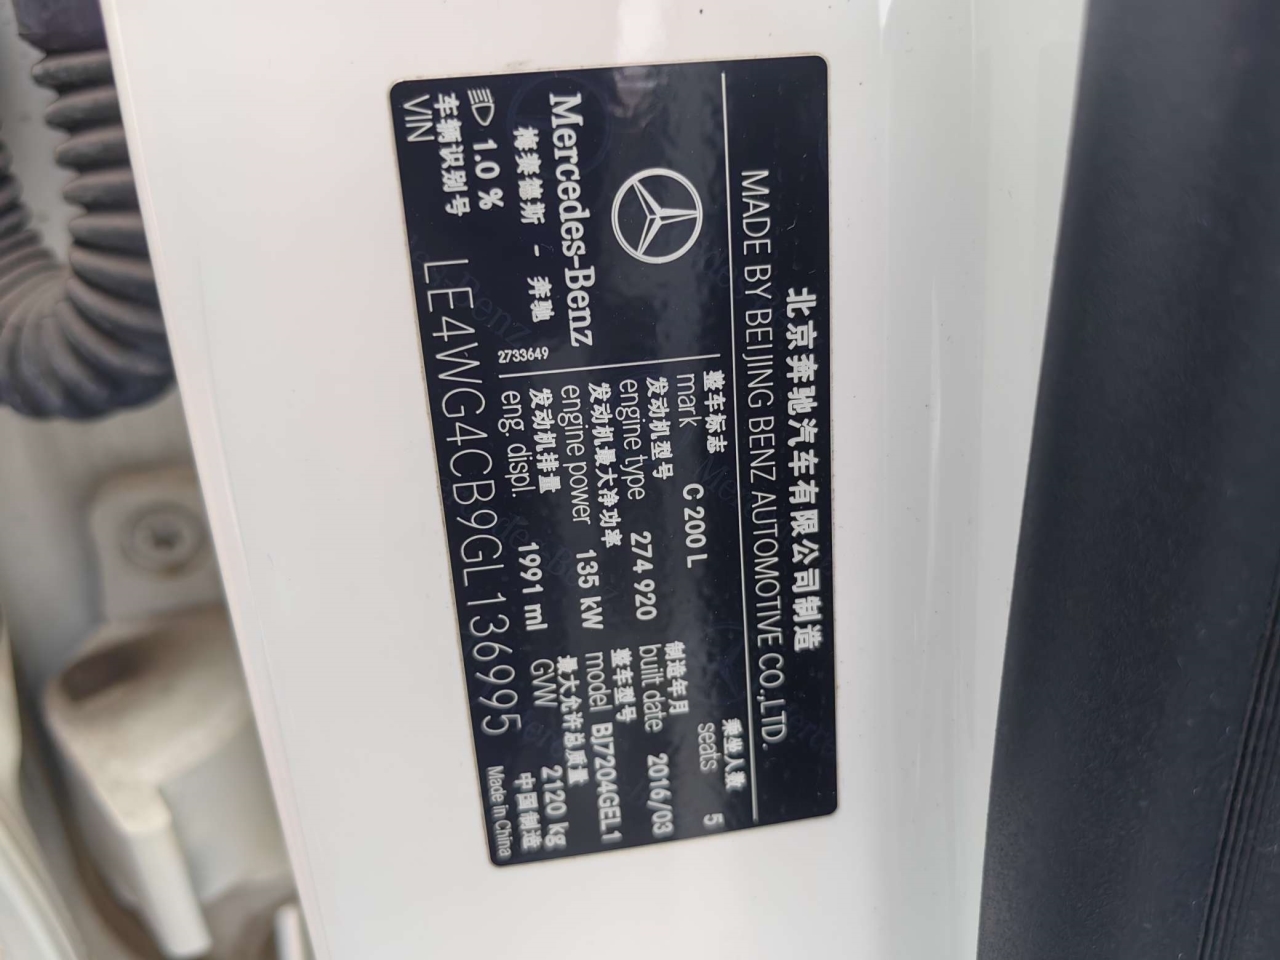 北京奔驰汽车有限公司制造
MADE BY BEIJING BENZ AUTOMOTIVE CO.,LTD.
Mercedes-Benz
梅赛德斯 - 奔驰
1.0 %
2733649
整车标志
mark C 200 L
乘坐人数
seats 5
发动机型号
engine type 274 920
制造年月
built date 2016/03
发动机最大净功率
engine power 135 kW
整车型号
model BJ7204GEL1
发动机排量
eng. displ. 1991 ml
最大允许总质量
GVW 2120 kg
车辆识别号
VIN LE4WG4CB9GL136995
中国制造
Made in China